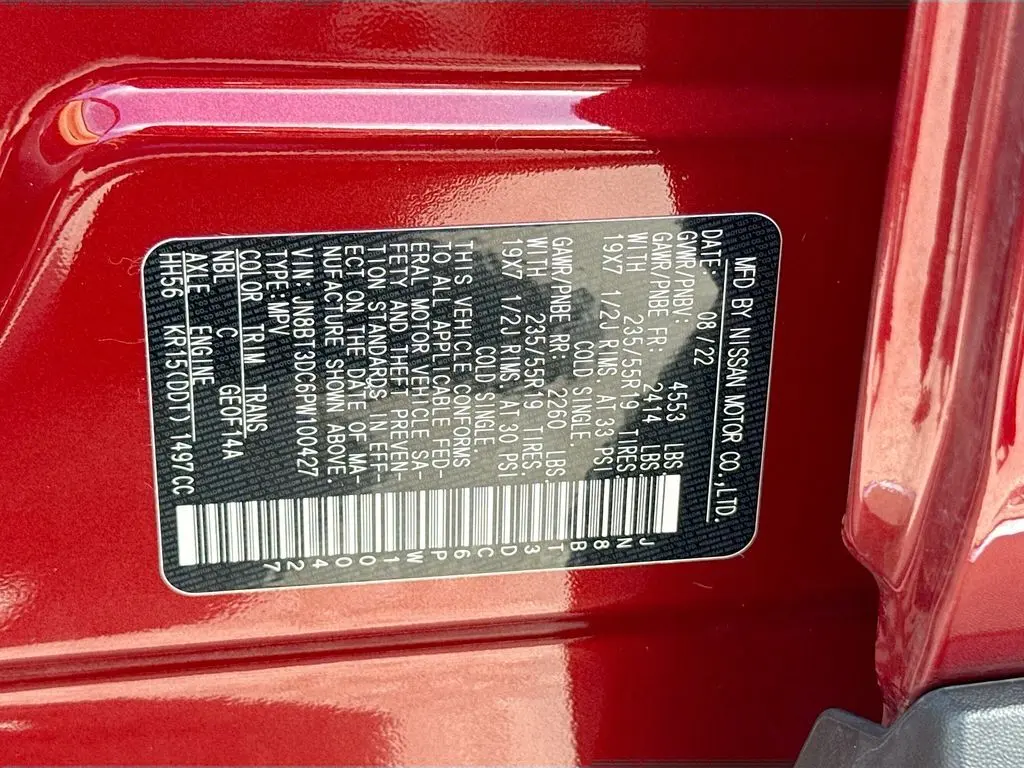 MFD BY NISSAN MOTOR CO.,LTD.
DATE: 08/22
GVWR/PNBV: 4553 LBS
GAWR/PNBE FR: 2414 LBS
WITH 235/55R19 TIRES,
19X7 1/2J RIMS, AT 33 PSI
COLD SINGLE
GAWR/PNBE RR: 2260 LBS
WITH 235/55R19 TIRES,
19X7 1/2J RIMS, AT 30 PSI
COLD SINGLE.
THIS VEHICLE CONFORMS
TO ALL APPLICABLE FED-
ERAL MOTOR VEHICLE SA-
FETY AND THEFT PREVEN-
TION STANDARDS IN EFF-
ECT ON THE DATE OF MA-
NUFACTURE SHOWN ABOVE.
VIN: JN8BT3DC6PW100427
TYPE:MPV
COLOR TRIM TRANS
NBL C GE0F14A
AXLE ENGINE
HH56 KR15(DDT) 1497CC
JN8BT3DC6PW100427